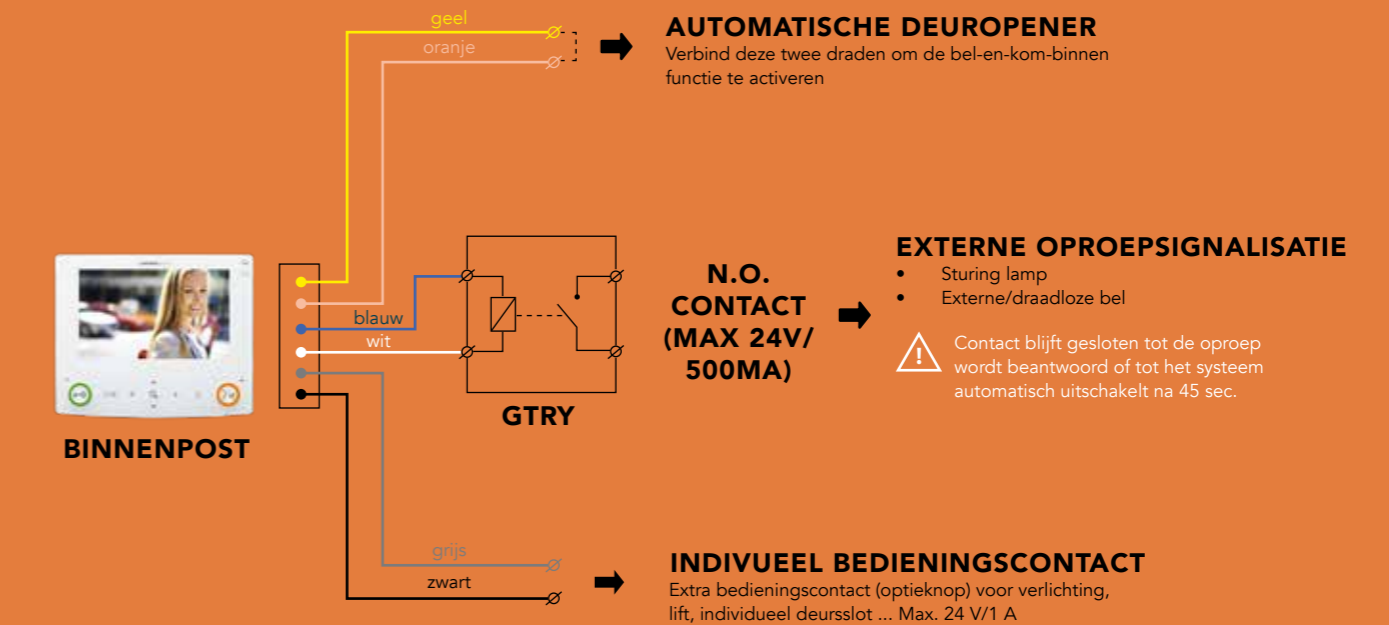 geel
oranje
AUTOMATISCHE DEUROPENER
Verbind deze twee draden om de bel-en-kom-binnen
functie te activeren
blauw
wit
BINNENPOST
GTRY
N.O.
CONTACT
(MAX 24V/
500MA)
EXTERNE OPROEPSIGNALISATIE
• Sturing lamp
• Externe/draadloze bel
!
Contact blijft gesloten tot de oproep
wordt beantwoord of tot het systeem
automatisch uitschakelt na 45 sec.
grijs
zwart
INDIVUEEL BEDIENINGSCONTACT
Extra bedieningscontact (optieknop) voor verlichting,
lift, individueel deursslot ... Max. 24 V/1 A